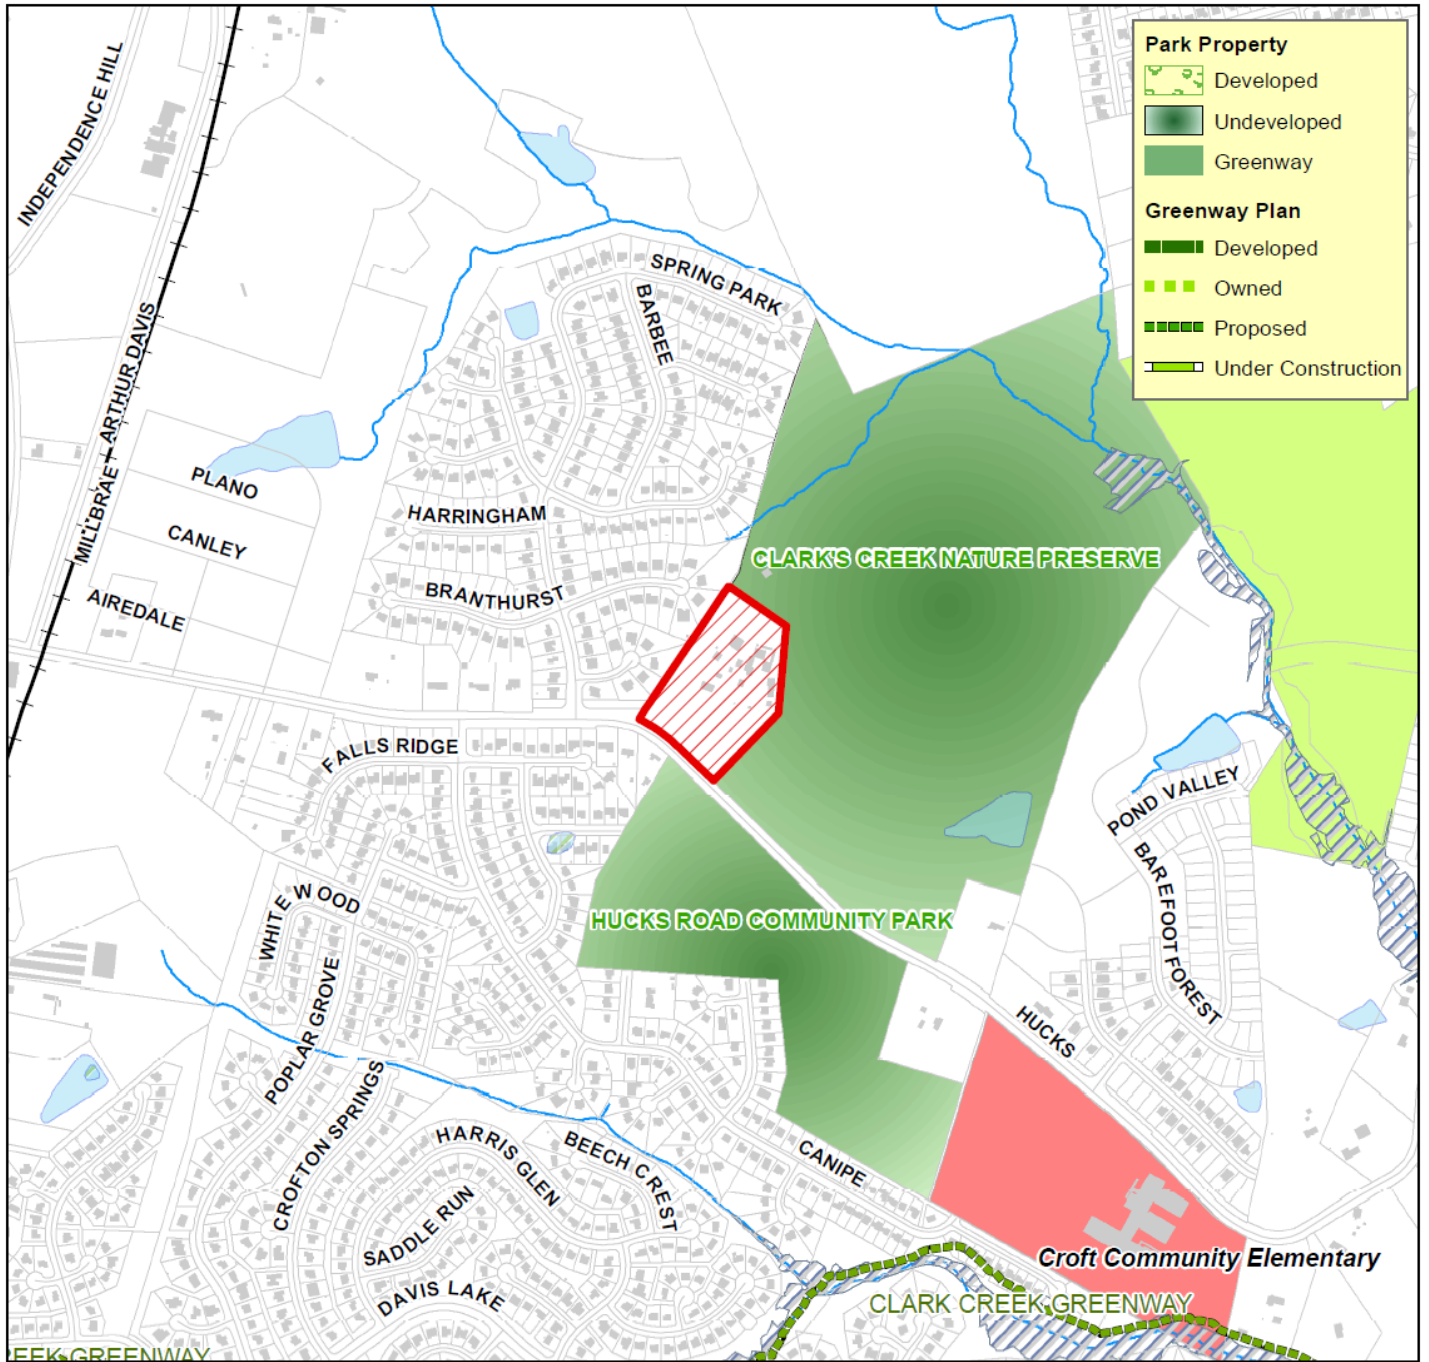 Park Property
Developed
Undeveloped
Greenway
Greenway Plan
Developed
Owned
Proposed
Under Construction
INDEPENDENCE HILL
SPRING PARK
BARBEE
ARTHUR DAVIS
MILLBRAE
PLANO
HARRINGHAM
CANLEY
CLARK'S CREEK NATURE PRESERVE
BRANTHURST
AIREDALE
FALLS RIDGE
POND VALLEY
BAREFOOT FOREST
WHITEWOOD
HUCKS ROAD COMMUNITY PARK
POPLAR GROVE
HUCKS
CROFTON SPRINGS
HARRIS GLEN
BEECH CREST
CANIPE
SADDLE RUN
Croft Community Elementary
DAVIS LAKE
CLARK CREEK GREENWAY
EEK GREENWAY